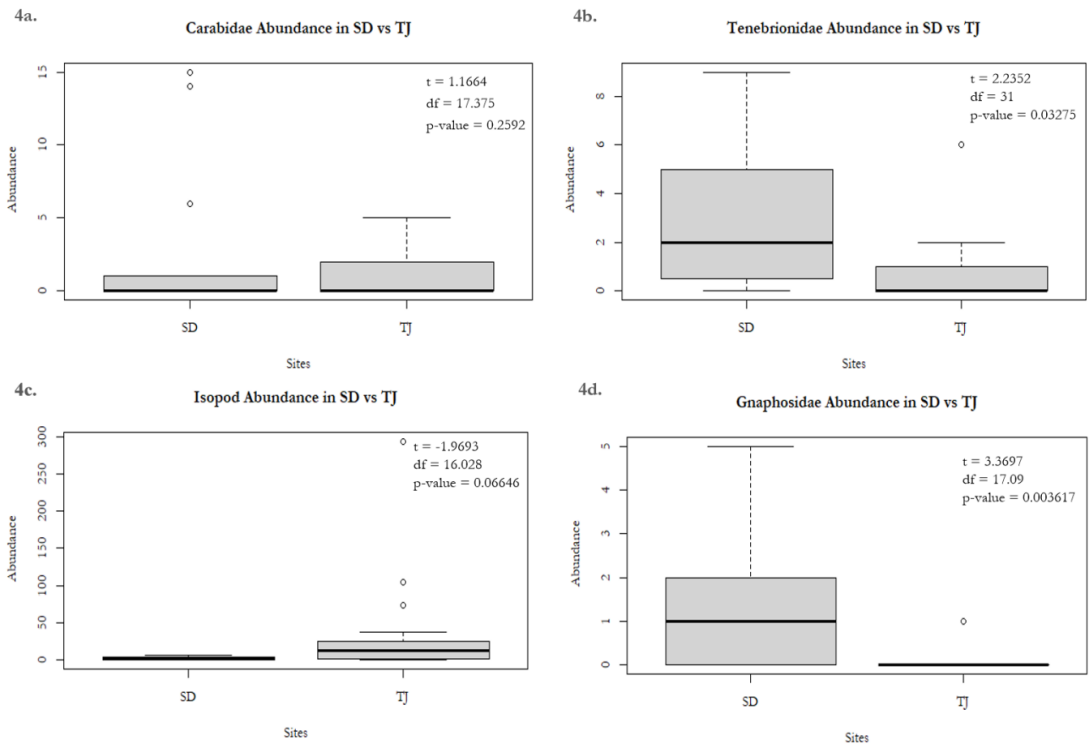 4a.
Carabidae Abundance in SD vs TJ
t = 1.1664
df = 17.375
p-value = 0.2592
15
10
5
0
Abundance
SD
TJ
Sites
4b.
Tenebrionidae Abundance in SD vs TJ
t = 2.2352
df = 31
p-value = 0.03275
8
6
4
2
0
Abundance
SD
TJ
Sites
4c.
Isopod Abundance in SD vs TJ
t = -1.9693
df = 16.028
p-value = 0.06646
300
250
200
150
100
50
0
Abundance
SD
TJ
Sites
4d.
Gnaphosidae Abundance in SD vs TJ
t = 3.3697
df = 17.09
p-value = 0.003617
5
4
3
2
1
0
Abundance
SD
TJ
Sites